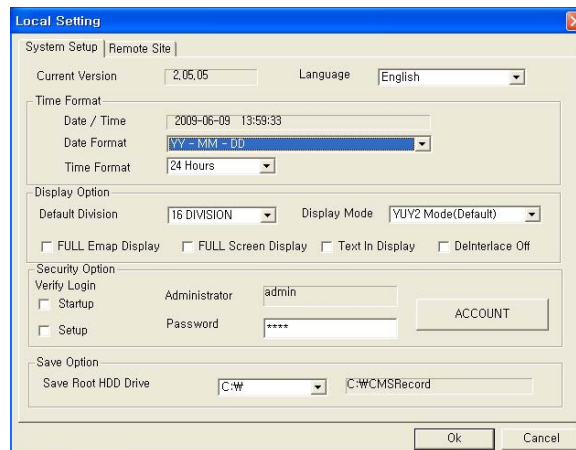 Local Setting
System Setup Remote Site
Current Version 2,05,05 Language English
Time Format
Date / Time 2009-06-09 13:59:33
Date Format YY - MM - DD
Time Format 24 Hours
Display Option
Default Division 16 DIVISION Display Mode YUY2 Mode(Default)
FULL Emap Display FULL Screen Display Text In Display DeInterlace Off
Security Option
Verify Login
Startup Administrator admin
Setup Password **** ACCOUNT
Save Option
Save Root HDD Drive C:₩ C:₩CMSRecord
Ok Cancel